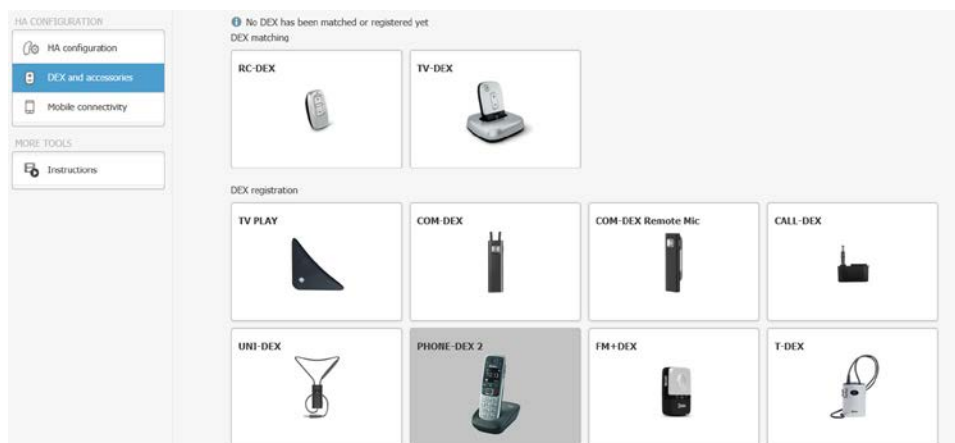 HA CONFIGURATION
HA configuration
DEX and accessories
Mobile connectivity
MORE TOOLS
Instructions
No DEX has been matched or registered yet
DEX matching
RC-DEX
TV-DEX
DEX registration
TV PLAY
COM-DEX
COM-DEX Remote Mic
CALL-DEX
UNI-DEX
PHONE-DEX 2
FM+DEX
T-DEX